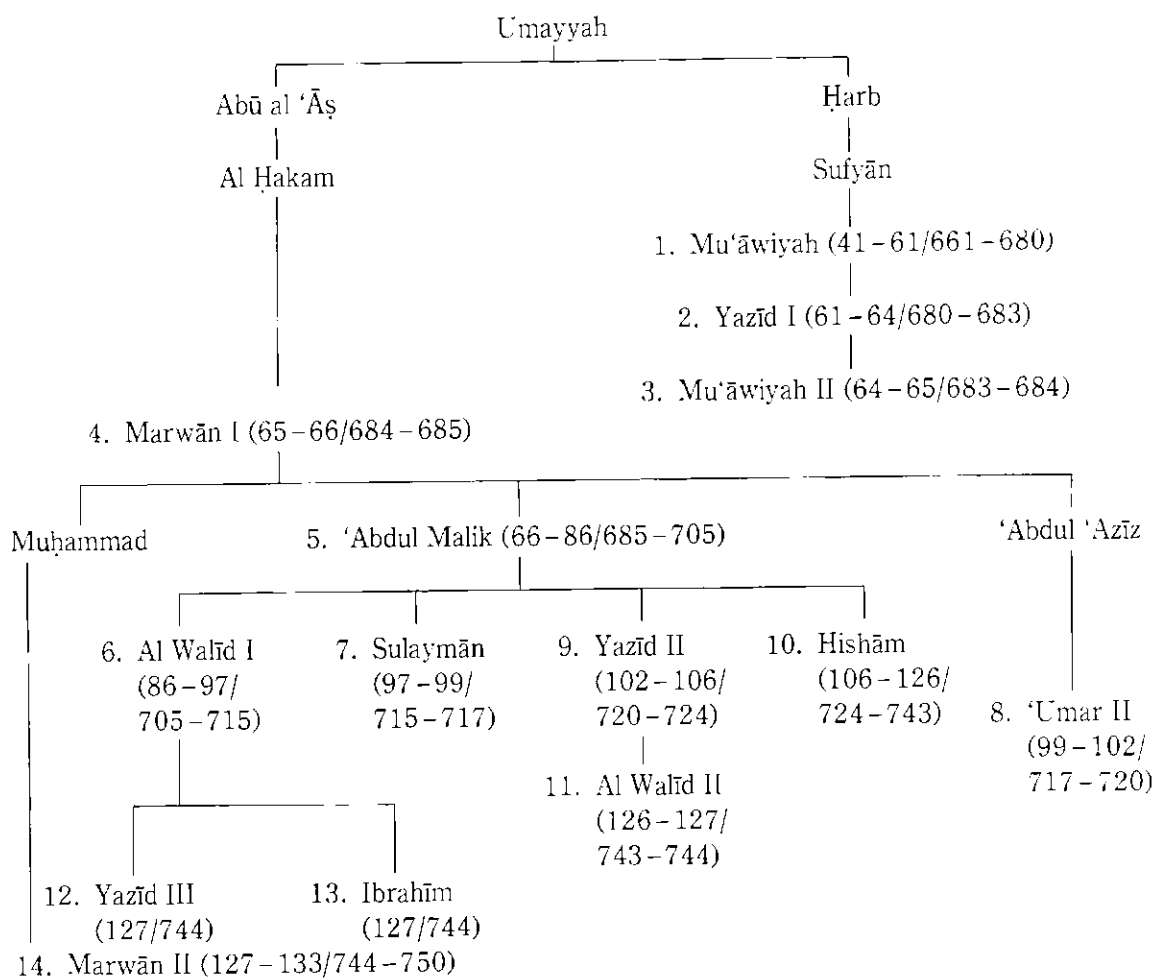 Umayyah
Abū al ‘Āṣ
Ḥarb
Al Ḥakam
Sufyān
1. Mu‘āwiyah (41–61/661–680)
2. Yazīd I (61–64/680–683)
3. Mu‘āwiyah II (64–65/683–684)
4. Marwān I (65–66/684–685)
Muḥammad
5. ‘Abdul Malik (66–86/685–705)
‘Abdul ‘Azīz
6. Al Walīd I
(86–97/
705–715)
7. Sulaymān
(97–99/
715–717)
9. Yazīd II
(102–106/
720–724)
10. Hishām
(106–126/
724–743)
8. ‘Umar II
(99–102/
717–720)
11. Al Walīd II
(126–127/
743–744)
12. Yazīd III
(127/744)
13. Ibrahīm
(127/744)
14. Marwān II (127–133/744–750)